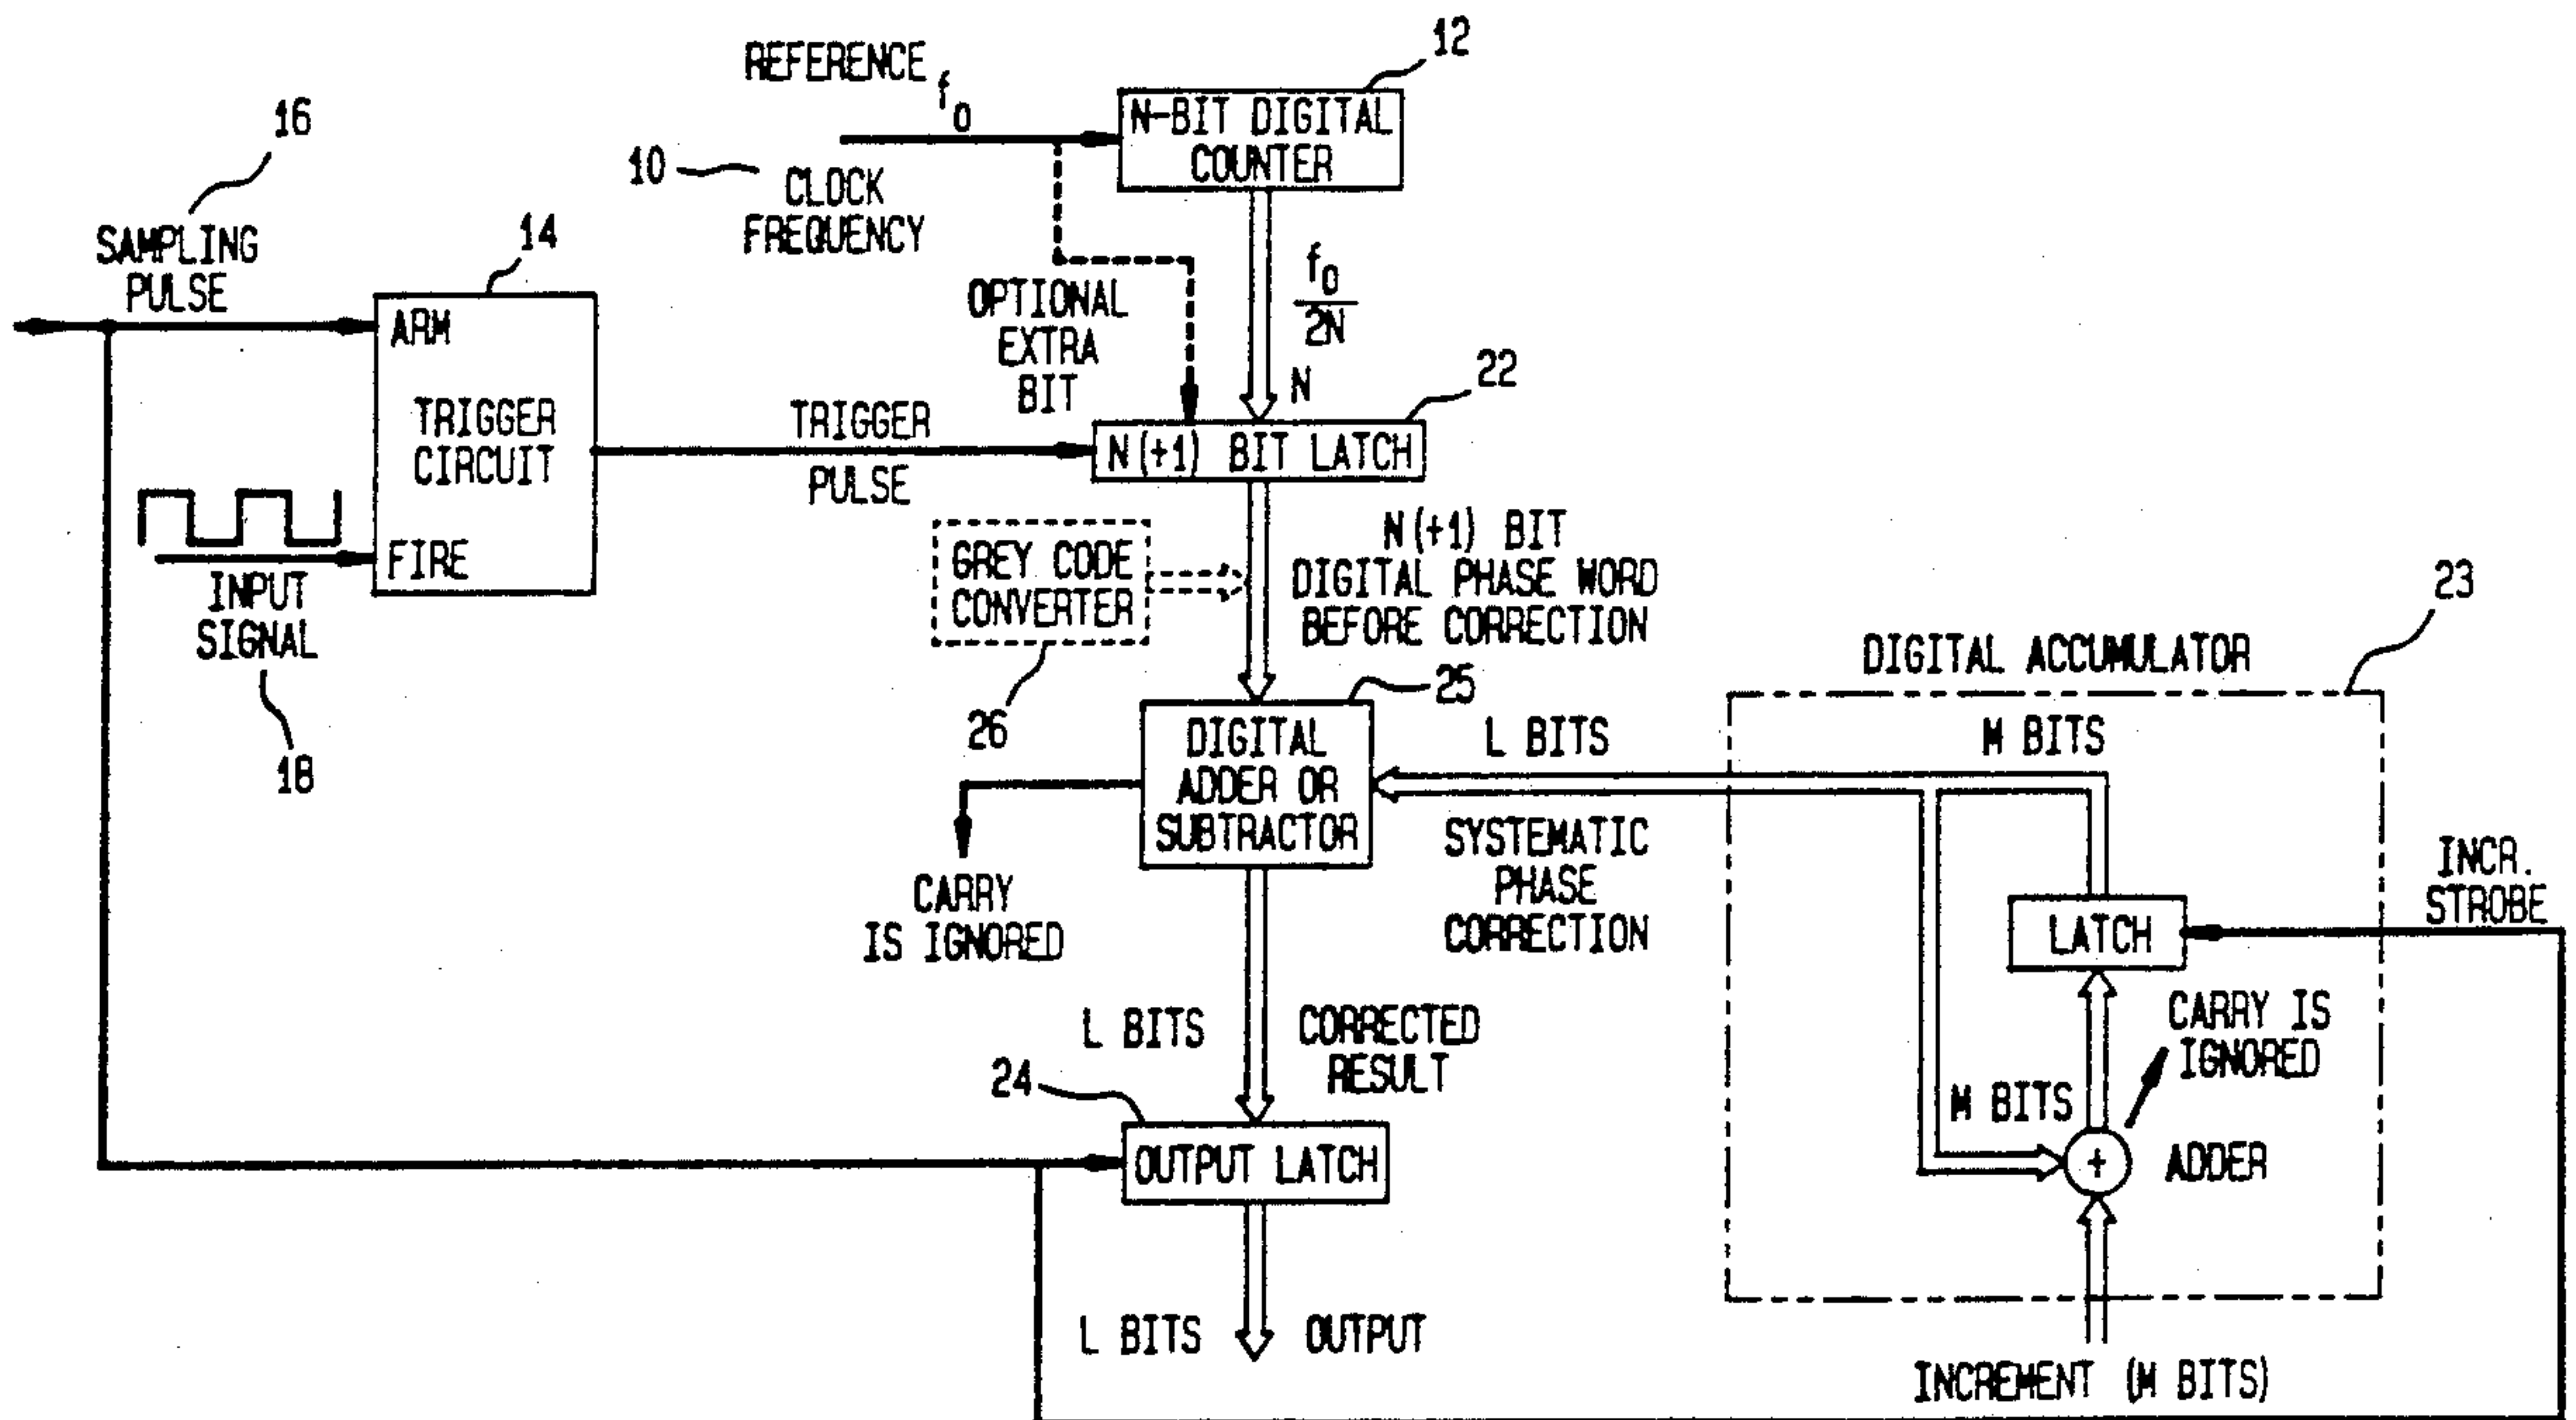 REFERENCE f0
12
N-BIT DIGITAL
COUNTER
16
10
CLOCK
FREQUENCY
SAMPLING
PULSE
14
ARM
TRIGGER
CIRCUIT
FIRE
INPUT
SIGNAL
18
OPTIONAL
EXTRA
BIT
f0
2N
N
22
TRIGGER
PULSE
N(+1) BIT LATCH
GREY CODE
CONVERTER
26
N(+1) BIT
DIGITAL PHASE WORD
BEFORE CORRECTION
25
DIGITAL
ADDER OR
SUBTRACTOR
CARRY
IS IGNORED
L BITS
SYSTEMATIC
PHASE
CORRECTION
DIGITAL ACCUMULATOR
23
M BITS
INCR.
STROBE
LATCH
CARRY IS
IGNORED
M BITS
+
ADDER
INCREMENT (M BITS)
L BITS
CORRECTED
RESULT
24
OUTPUT LATCH
L BITS
OUTPUT